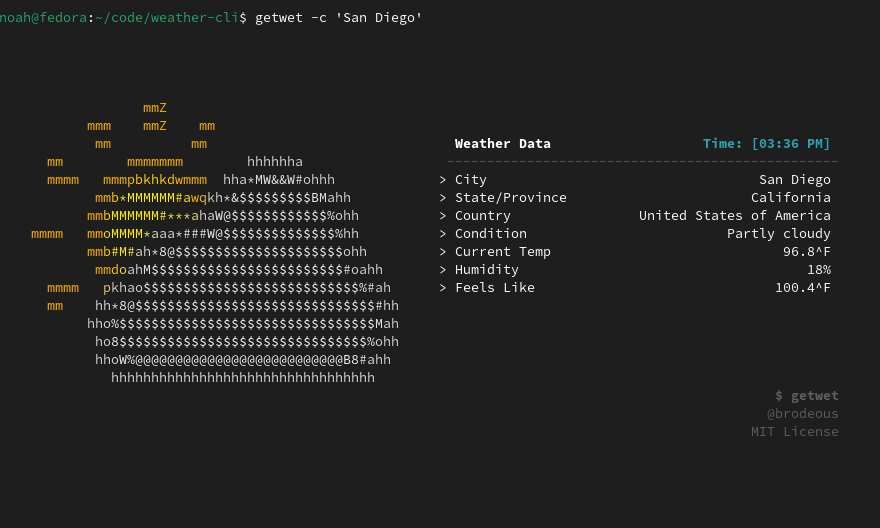 noah@fedora:~/code/weather-cli$ getwet -c 'San Diego'
mmZ
mmm    mmZ    mm
mm          mm
mm        mmmmmmm        hhhhhha
mmmm   mmmpbkhkdwmmm  hha*MW&&W#ohhh
mmb*MMMMMM#awqkh*&$$$$$$$$$BMahh
mmbMMMMMM#***ahaW@$$$$$$$$$$$$%ohh
mmmm   mmoMMMM*aaa*###W@$$$$$$$$$$$$$$%hh
mmb#M#ah*8@$$$$$$$$$$$$$$$$$$$$$ohh
mmdoahM$$$$$$$$$$$$$$$$$$$$$$$$#oahh
mmmm   pkhao$$$$$$$$$$$$$$$$$$$$$$$$$$$%#ah
mm    hh*8@$$$$$$$$$$$$$$$$$$$$$$$$$$$$$$#hh
hho%$$$$$$$$$$$$$$$$$$$$$$$$$$$$$$$$Mah
ho8$$$$$$$$$$$$$$$$$$$$$$$$$$$$$$$%ohh
hhoW%@@@@@@@@@@@@@@@@@@@@@@@@@@B8#ahh
hhhhhhhhhhhhhhhhhhhhhhhhhhhhhhhhh
Weather Data Time: [03:36 PM]
-------------------------------------------------
> City San Diego
> State/Province California
> Country United States of America
> Condition Partly cloudy
> Current Temp 96.8^F
> Humidity 18%
> Feels Like 100.4^F
$ getwet
@brodeous
MIT License